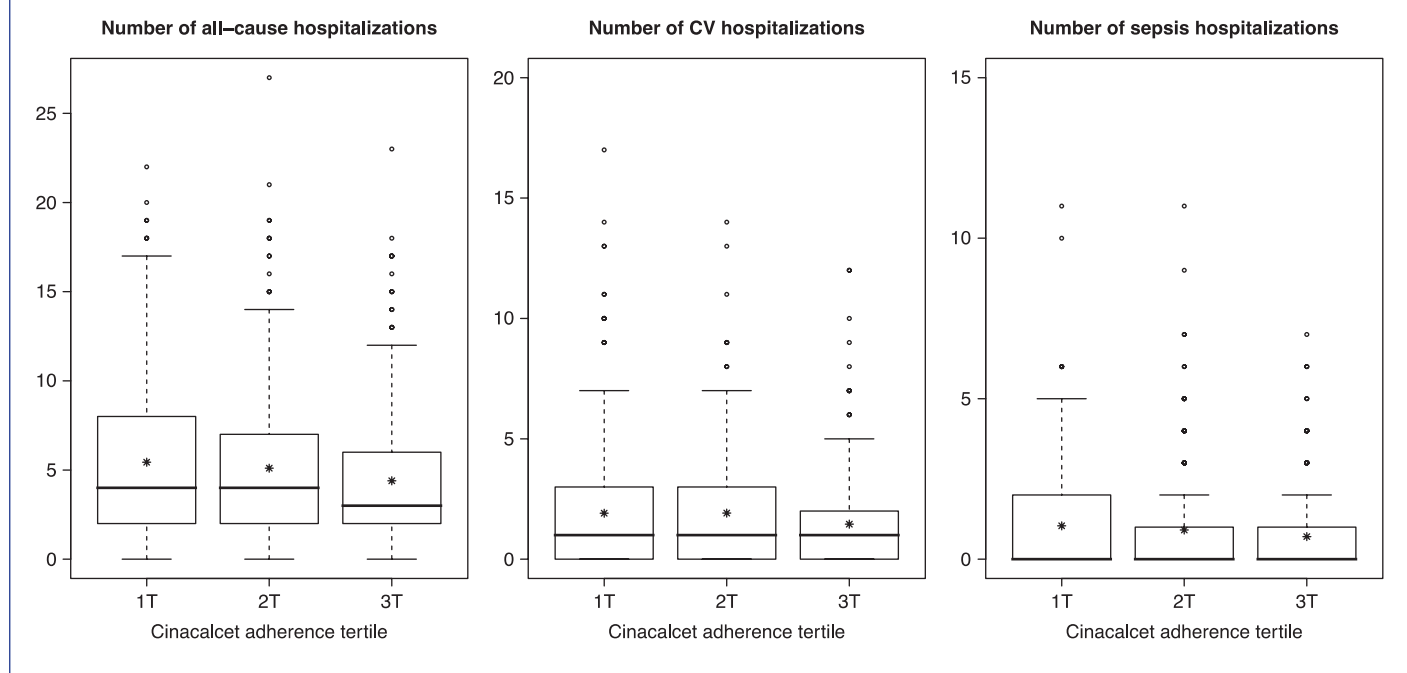 Number of all–cause hospitalizations
25
20
15
10
5
0
1T 2T 3T
Cinacalcet adherence tertile
Number of CV hospitalizations
20
15
10
5
0
1T 2T 3T
Cinacalcet adherence tertile
Number of sepsis hospitalizations
15
10
5
0
1T 2T 3T
Cinacalcet adherence tertile